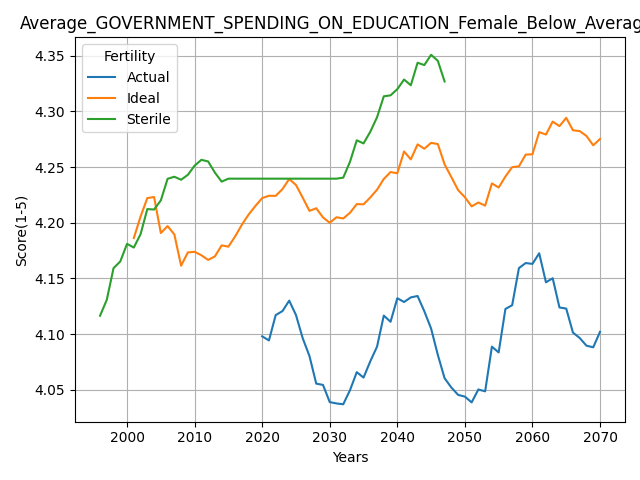 Average_GOVERNMENT_SPENDING_ON_EDUCATION_Female_Below_Averag
Fertility
Actual
Ideal
Sterile
Score(1-5)
4.35
4.30
4.25
4.20
4.15
4.10
4.05
2000 2010 2020 2030 2040 2050 2060 2070
Years